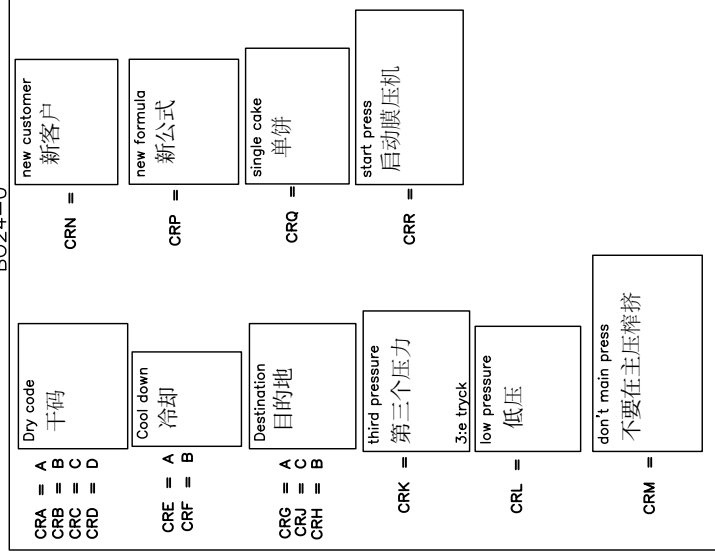 CRA = A
CRB = B
CRC = C
CRD = D
Dry code
干码
CRE = A
CRF = B
Cool down
冷却
CRG = A
CRJ = C
CRH = B
Destination
目的地
CRK =
third pressure
第三个压力
3:e tryck
CRL =
low pressure
低压
CRM =
don't main press
不要在主压榨挤
CRN =
new customer
新客户
CRP =
new formula
新公式
CRQ =
single cake
单饼
CRR =
start press
启动膜压机